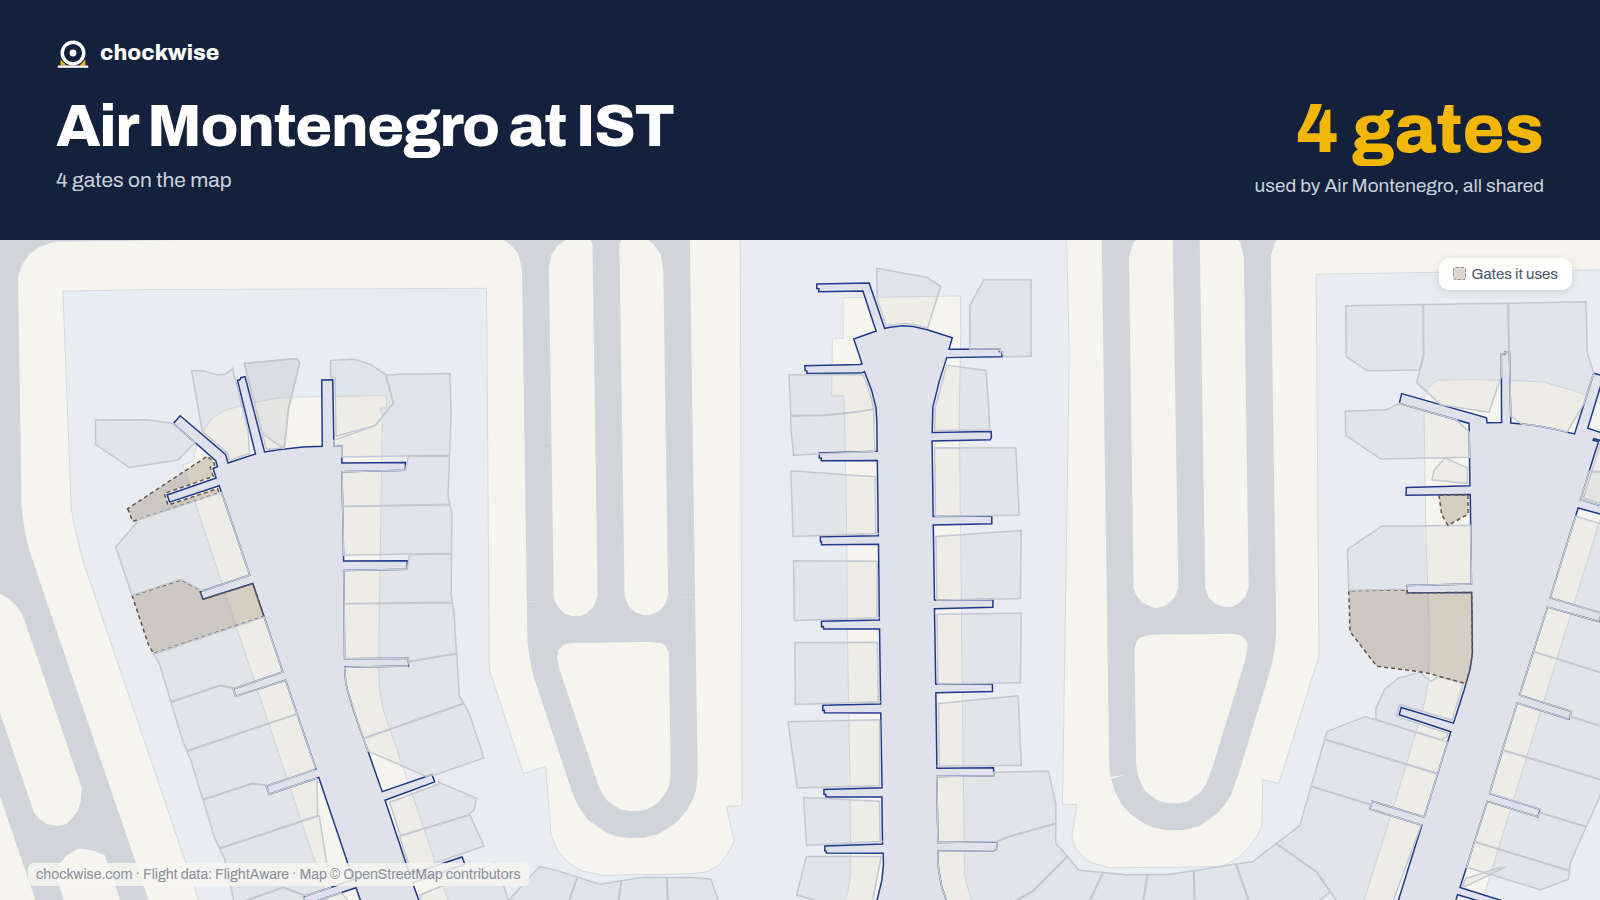 chockwise
Air Montenegro at IST
4 gates on the map
4 gates
used by Air Montenegro, all shared
Gates it uses
chockwise.com · Flight data: FlightAware · Map © OpenStreetMap contributors